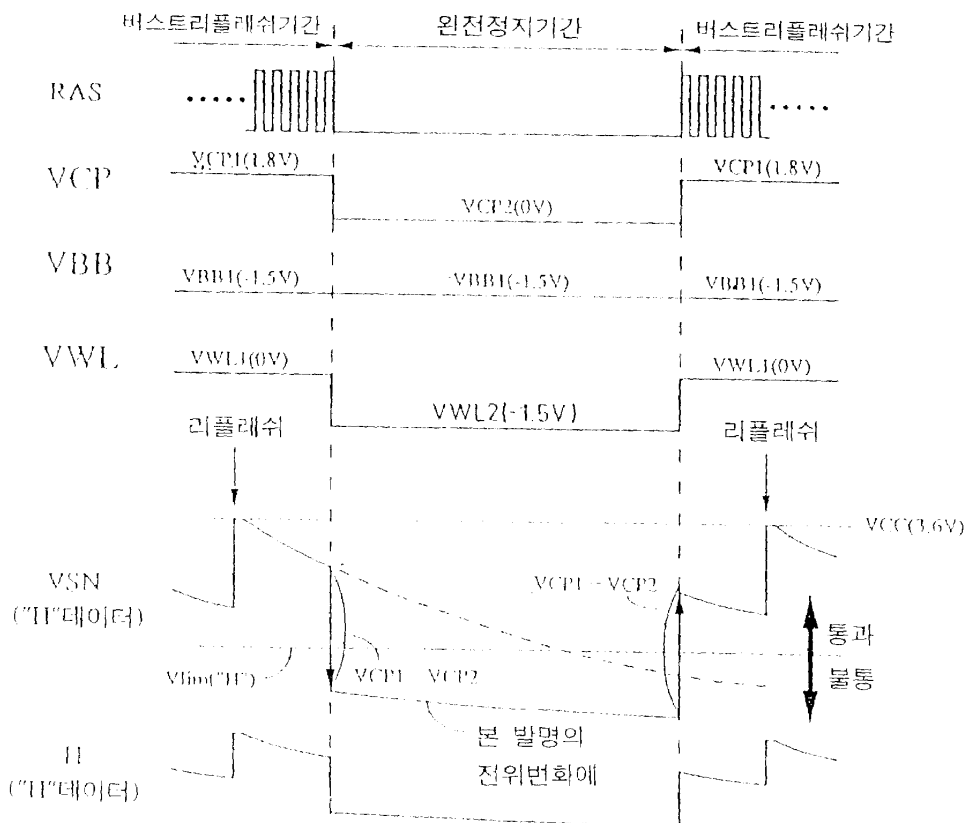 버스트리플래쉬기간
완전정지기간
버스트리플레쉬기간
RAS
VCP
VCP1(1.8V)
VCP2(0V)
VCP1(1.8V)
VBB
VBB1(-1.5V)
VBB1(-1.5V)
VBB1(-1.5V)
VWL
VWL1(0V)
VWL2(-1.5V)
VWL1(0V)
리플래쉬
리플레쉬
VCC(3.6V)
VSN
("H"데이터)
VCP1 - VCP2
통과
불통
Vlim("H")
VCP1 VCP2
본 발명의
전위변화에
H
("H"데이터)